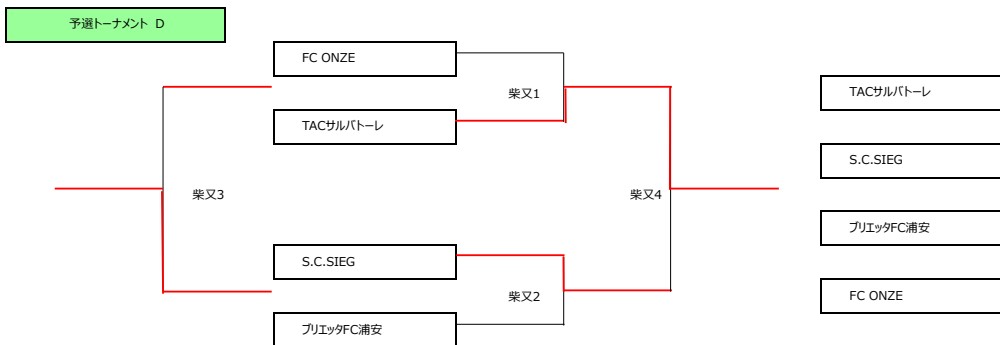 予選トーナメント D
FC ONZE
柴又1
TACサルバトーレ
TACサルバトーレ
S.C.SIEG
柴又3
柴又4
ブリエッタFC浦安
S.C.SIEG
柴又2
FC ONZE
ブリエッタFC浦安